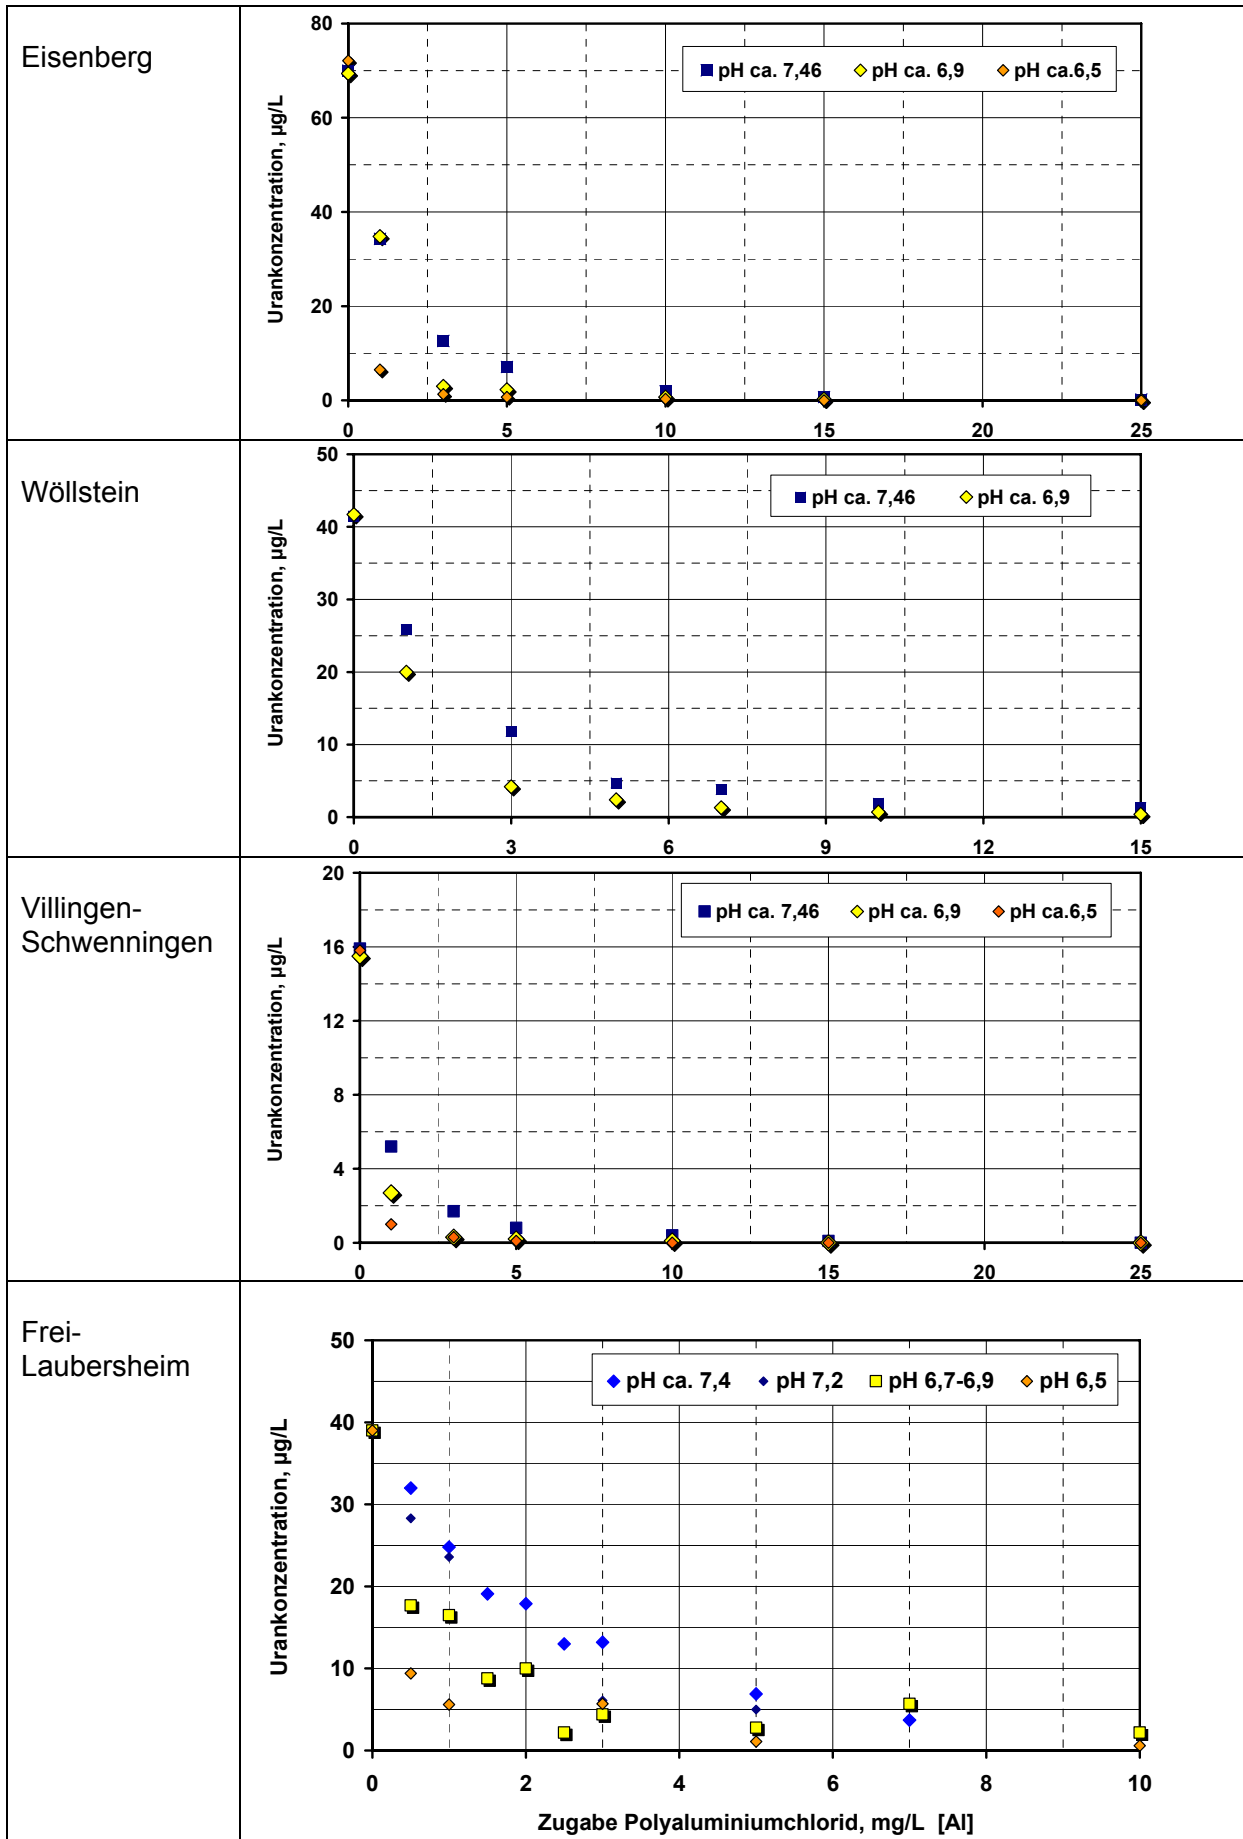 Eisenberg
Urankonzentration, µg/L
80
60
40
20
0
pH ca. 7,46 pH ca. 6,9 pH ca.6,5
0 5 10 15 20 25
Wöllstein
Urankonzentration, µg/L
50
40
30
20
10
0
pH ca. 7,46 pH ca. 6,9
0 3 6 9 12 15
Villingen-
Schwenningen
Urankonzentration, µg/L
20
16
12
8
4
0
pH ca. 7,46 pH ca. 6,9 pH ca.6,5
0 5 10 15 20 25
Frei-
Laubersheim
Urankonzentration, µg/L
50
40
30
20
10
0
pH ca. 7,4 pH 7,2 pH 6,7-6,9 pH 6,5
0 2 4 6 8 10
Zugabe Polyaluminiumchlorid, mg/L [Al]